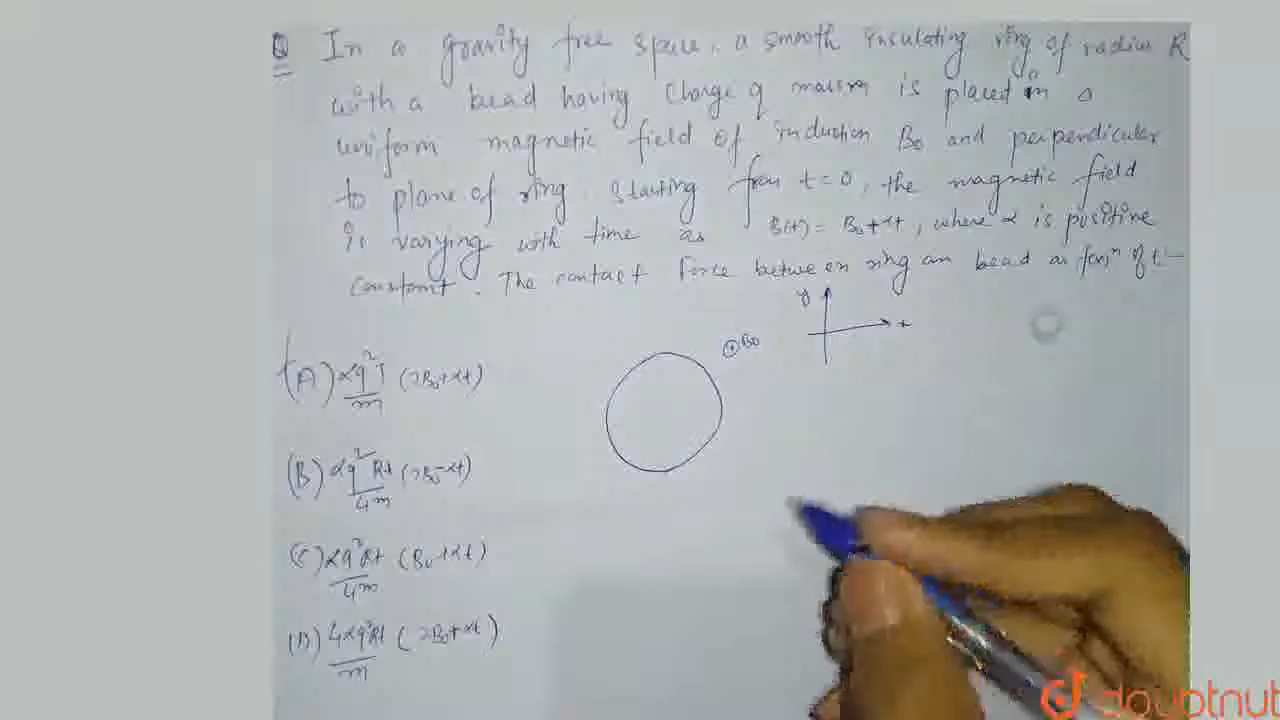 Q In a gravity free space, a smooth insulating ring of radius R
with a bead having charge q mass m is placed in a
uniform magnetic field of induction B0 and perpendicular
to plane of ring. Starting from t=0, the magnetic field
is varying with time as B(t) = B0+αt, where α is positive
constant. The contact force between ring an bead as fxnⁿ of t—
y
x
B0
(A) αq²t/m (2B0+αt)
(B) αq²Rt/4m (2B0-αt)
(C) αq²Rt/4m (B0+αt)
(D) 4αq²Rt/m (2B0+αt)
doubtnut